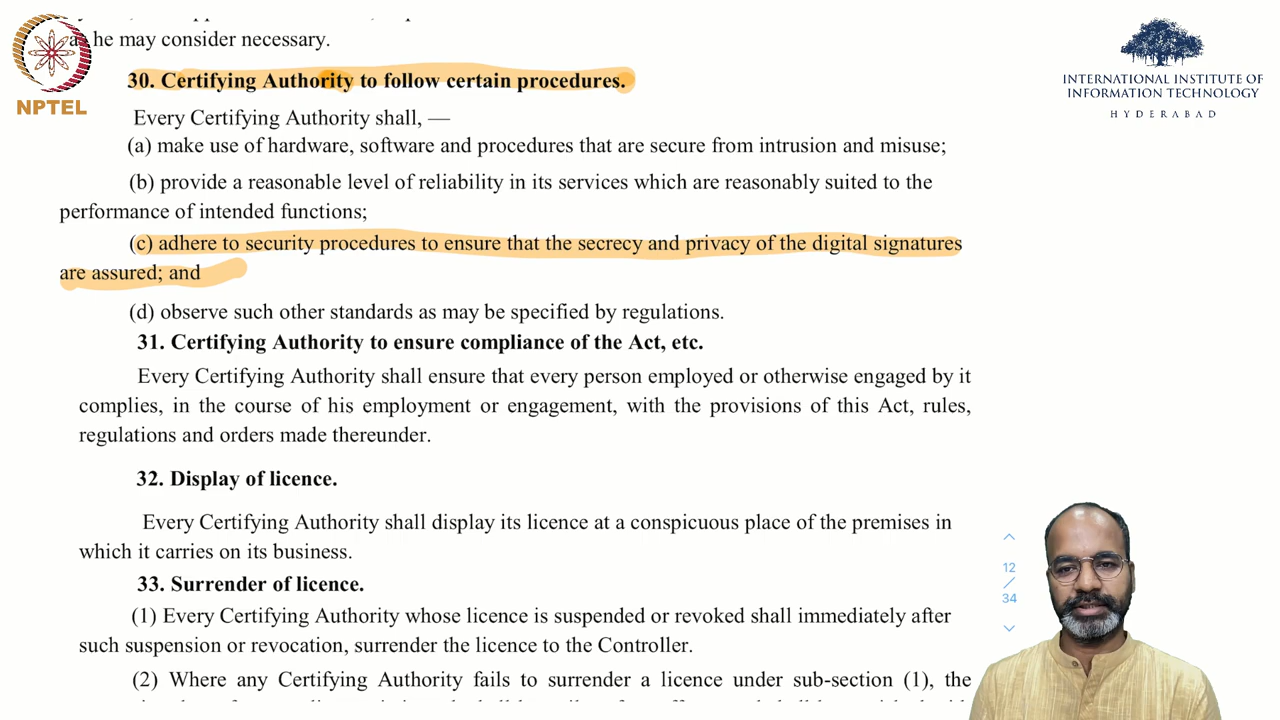 as he may consider necessary.
30. Certifying Authority to follow certain procedures.
Every Certifying Authority shall, —
(a) make use of hardware, software and procedures that are secure from intrusion and misuse;
(b) provide a reasonable level of reliability in its services which are reasonably suited to the
performance of intended functions;
(c) adhere to security procedures to ensure that the secrecy and privacy of the digital signatures
are assured; and
(d) observe such other standards as may be specified by regulations.
31. Certifying Authority to ensure compliance of the Act, etc.
Every Certifying Authority shall ensure that every person employed or otherwise engaged by it
complies, in the course of his employment or engagement, with the provisions of this Act, rules,
regulations and orders made thereunder.
32. Display of licence.
Every Certifying Authority shall display its licence at a conspicuous place of the premises in
which it carries on its business.
33. Surrender of licence.
(1) Every Certifying Authority whose licence is suspended or revoked shall immediately after
such suspension or revocation, surrender the licence to the Controller.
(2) Where any Certifying Authority fails to surrender a licence under sub-section (1), the
NPTEL
INTERNATIONAL INSTITUTE OF
INFORMATION TECHNOLOGY
HYDERABAD
12
/
34